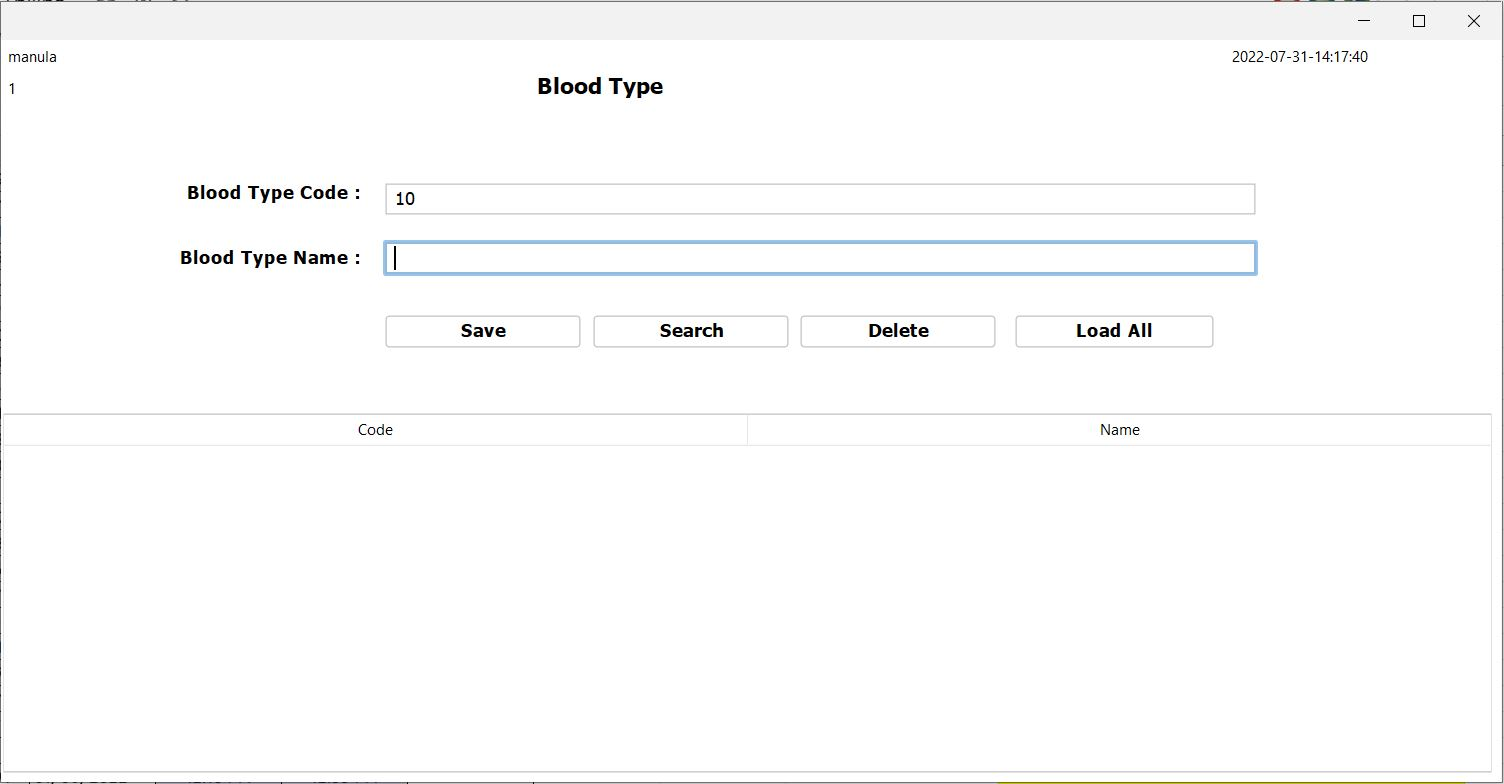 manula 2022-07-31-14:17:40
1
Blood Type
Blood Type Code : 10
Blood Type Name :
Save Search Delete Load All
Code Name